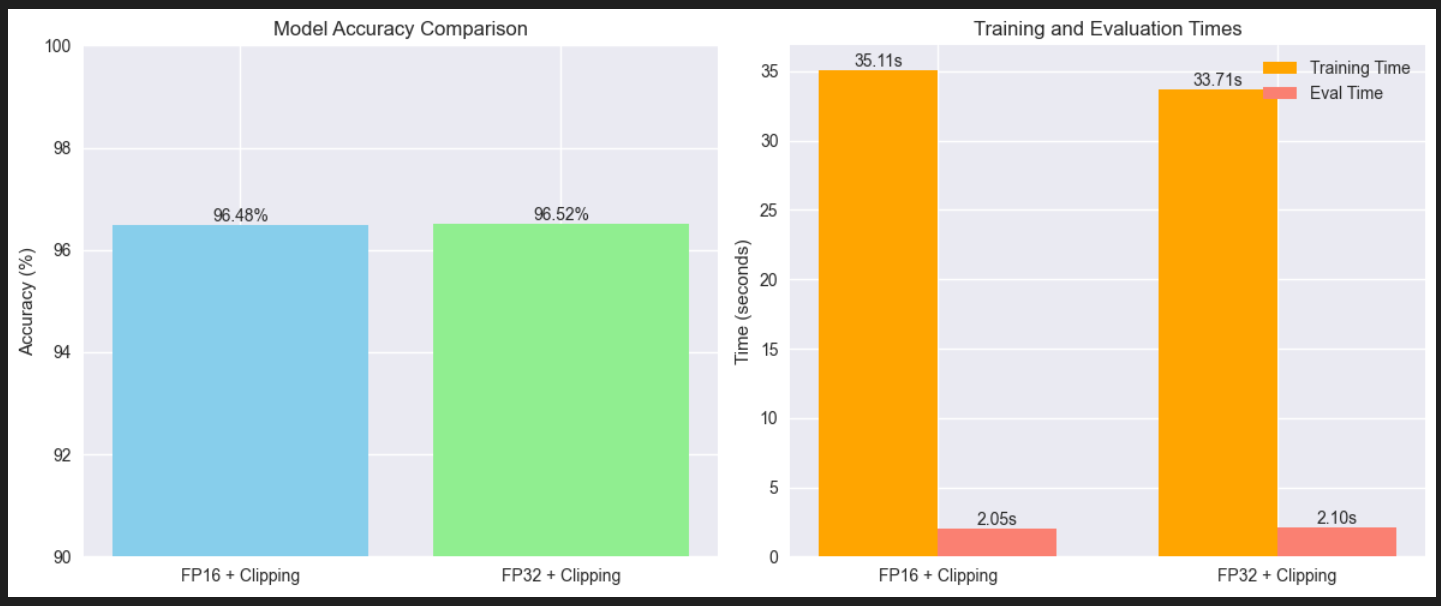 Model Accuracy Comparison
100
98
96
94
92
90
Accuracy (%)
96.48%
96.52%
FP16 + Clipping
FP32 + Clipping
Training and Evaluation Times
35
30
25
20
15
10
5
0
Time (seconds)
35.11s
33.71s
2.05s
2.10s
Training Time
Eval Time
FP16 + Clipping
FP32 + Clipping